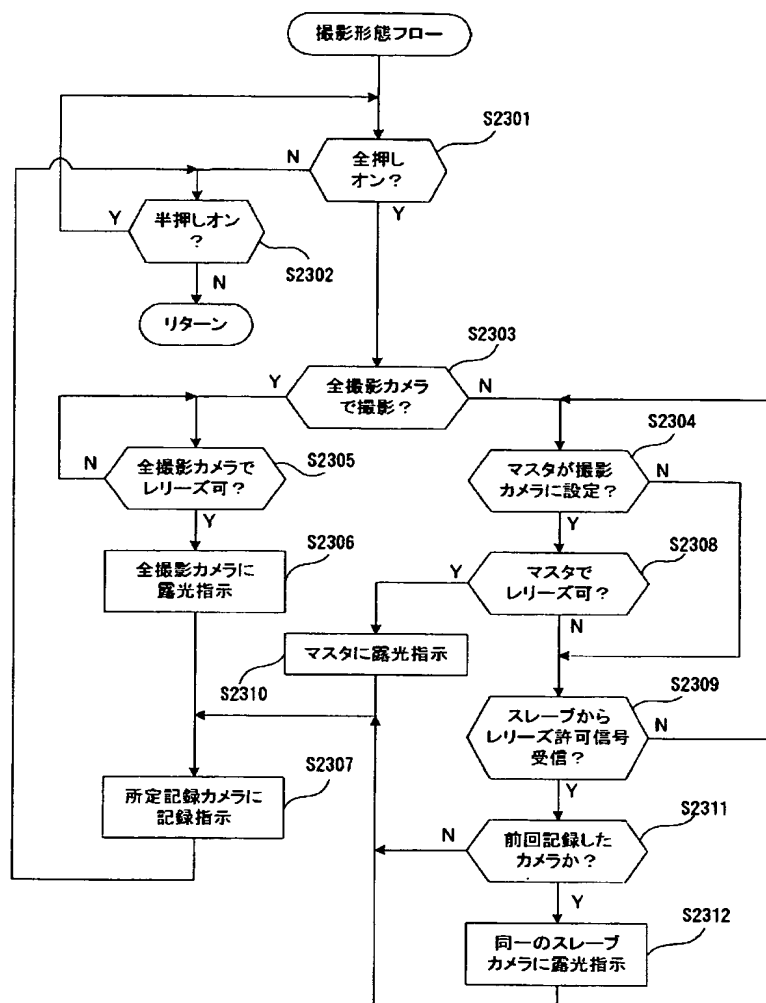 撮影形態フロー
S2301
全押し
オン？
N
Y
半押しオン
？
Y
S2302
N
リターン
S2303
全撮影カメラ
で撮影？
Y
N
S2304
マスタが撮影
カメラに設定？
N
Y
S2305
全撮影カメラで
レリーズ可？
N
Y
S2306
全撮影カメラに
露光指示
S2308
マスタで
レリーズ可？
Y
N
マスタに露光指示
S2310
S2309
スレーブから
レリーズ許可信号
受信？
N
Y
S2307
所定記録カメラに
記録指示
S2311
前回記録した
カメラか？
N
Y
S2312
同一のスレーブ
カメラに露光指示